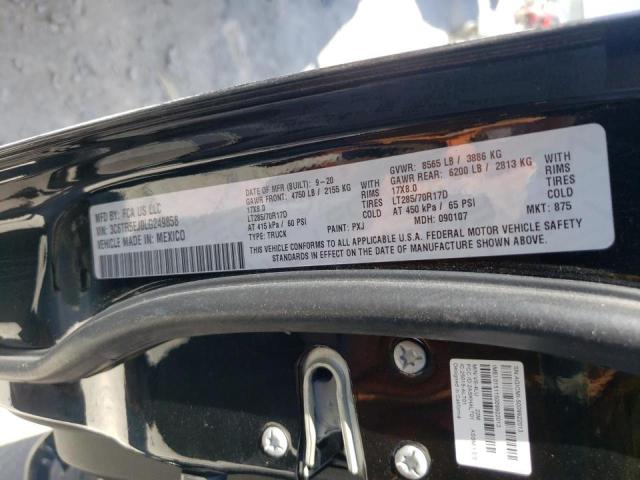 MFD BY: FCA US LLC
DATE OF MFR (BUILT): 9-20
GVWR: 8565 LB / 3886 KG
GAWR FRONT: 4750 LB / 2155 KG WITH
17X8.0 RIMS
LT285/70R17D TIRES
AT 415 kPa / 60 PSI COLD
GAWR REAR: 6200 LB / 2813 KG WITH
17X8.0 RIMS
LT285/70R17D TIRES
AT 450 kPa / 65 PSI COLD
3C6TR5EJ8LG249858
VEHICLE MADE IN: MEXICO
TYPE: TRUCK
PAINT: PXJ
MDH: 090107
MKT: 875
THIS VEHICLE CONFORMS TO ALL APPLICABLE FEDERAL MOTOR VEHICLE SAFETY
STANDARDS IN EFFECT ON THE DATE OF MANUFACTURE SHOWN ABOVE.